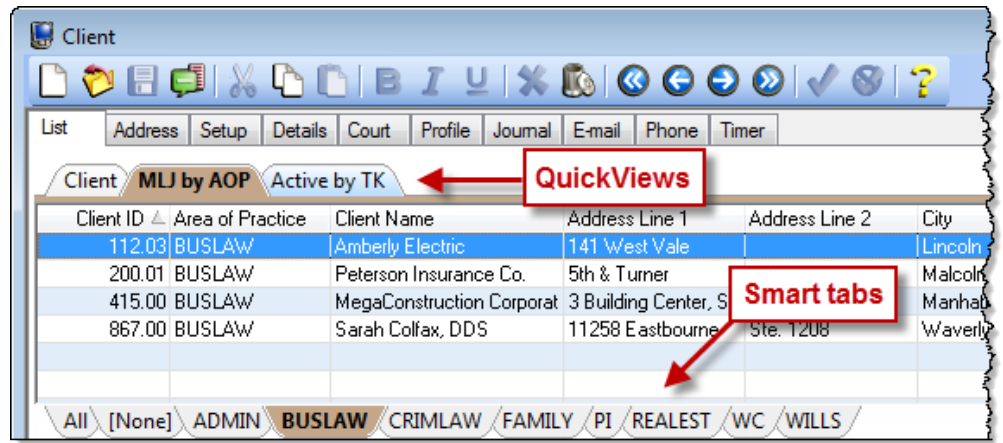 Client
B I U ?
List Address Setup Details Court Profile Journal E-mail Phone Timer
Client MLJ by AOP Active by TK QuickViews
Client ID Area of Practice Client Name Address Line 1 Address Line 2 City
112.03 BUSLAW Amberly Electric 141 West Vale Lincoln
200.01 BUSLAW Peterson Insurance Co. 5th & Turner Malcoln
415.00 BUSLAW MegaConstruction Corporat 3 Building Center, S Manhat
867.00 BUSLAW Sarah Colfax, DDS 11258 Eastbourne Ste. 1208 Waverly
Smart tabs
All [None] ADMIN BUSLAW CRIMLAW FAMILY PI REALEST WC WILLS